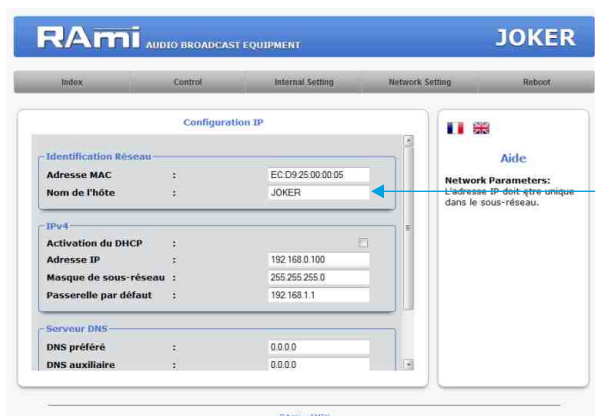 RAmi AUDIO BROADCAST EQUIPMENT JOKER
Index Control Internal Setting Network Setting Reboot
Configuration IP
Identification Réseau
Adresse MAC : EC:D9:25:00:00:05
Nom de l'hôte : JOKER
IPv4
Activation du DHCP :
Adresse IP : 192.168.0.100
Masque de sous-réseau : 255.255.255.0
Passerelle par défaut : 192.168.1.1
Serveur DNS
DNS préféré : 0.0.0.0
DNS auxiliaire : 0.0.0.0
Aide
Network Parameters:
L'adresse IP doit être unique
dans le sous-réseau.